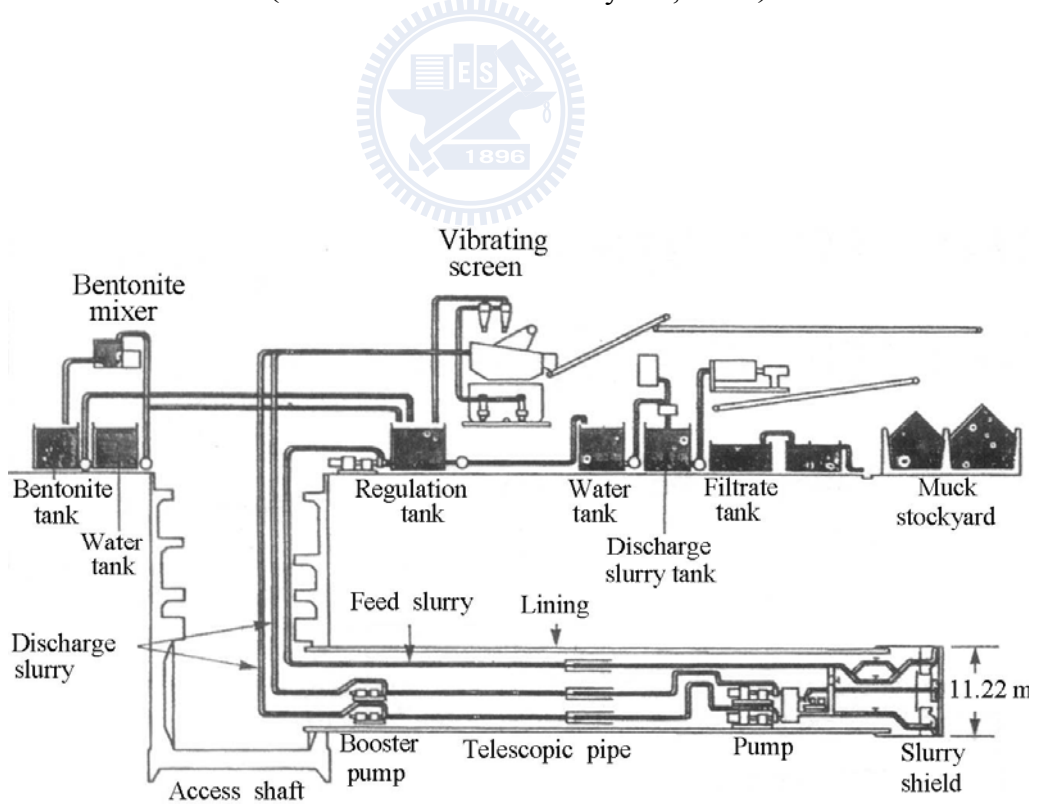 E S A
1896
Vibrating
screen
Bentonite
mixer
Bentonite
tank
Water
tank
Regulation
tank
Water
tank
Discharge
slurry tank
Filtrate
tank
Muck
stockyard
Feed slurry
Lining
Discharge
slurry
11.22 m
Booster
pump
Telescopic pipe
Pump
Slurry
shield
Access shaft